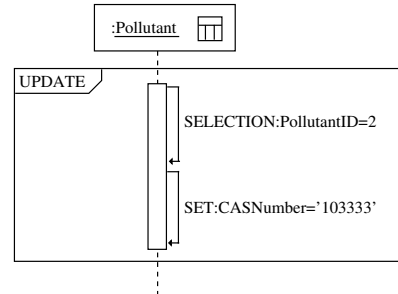 :Pollutant
UPDATE
SELECTION:PollutantID=2
SET:CASNumber=’103333’